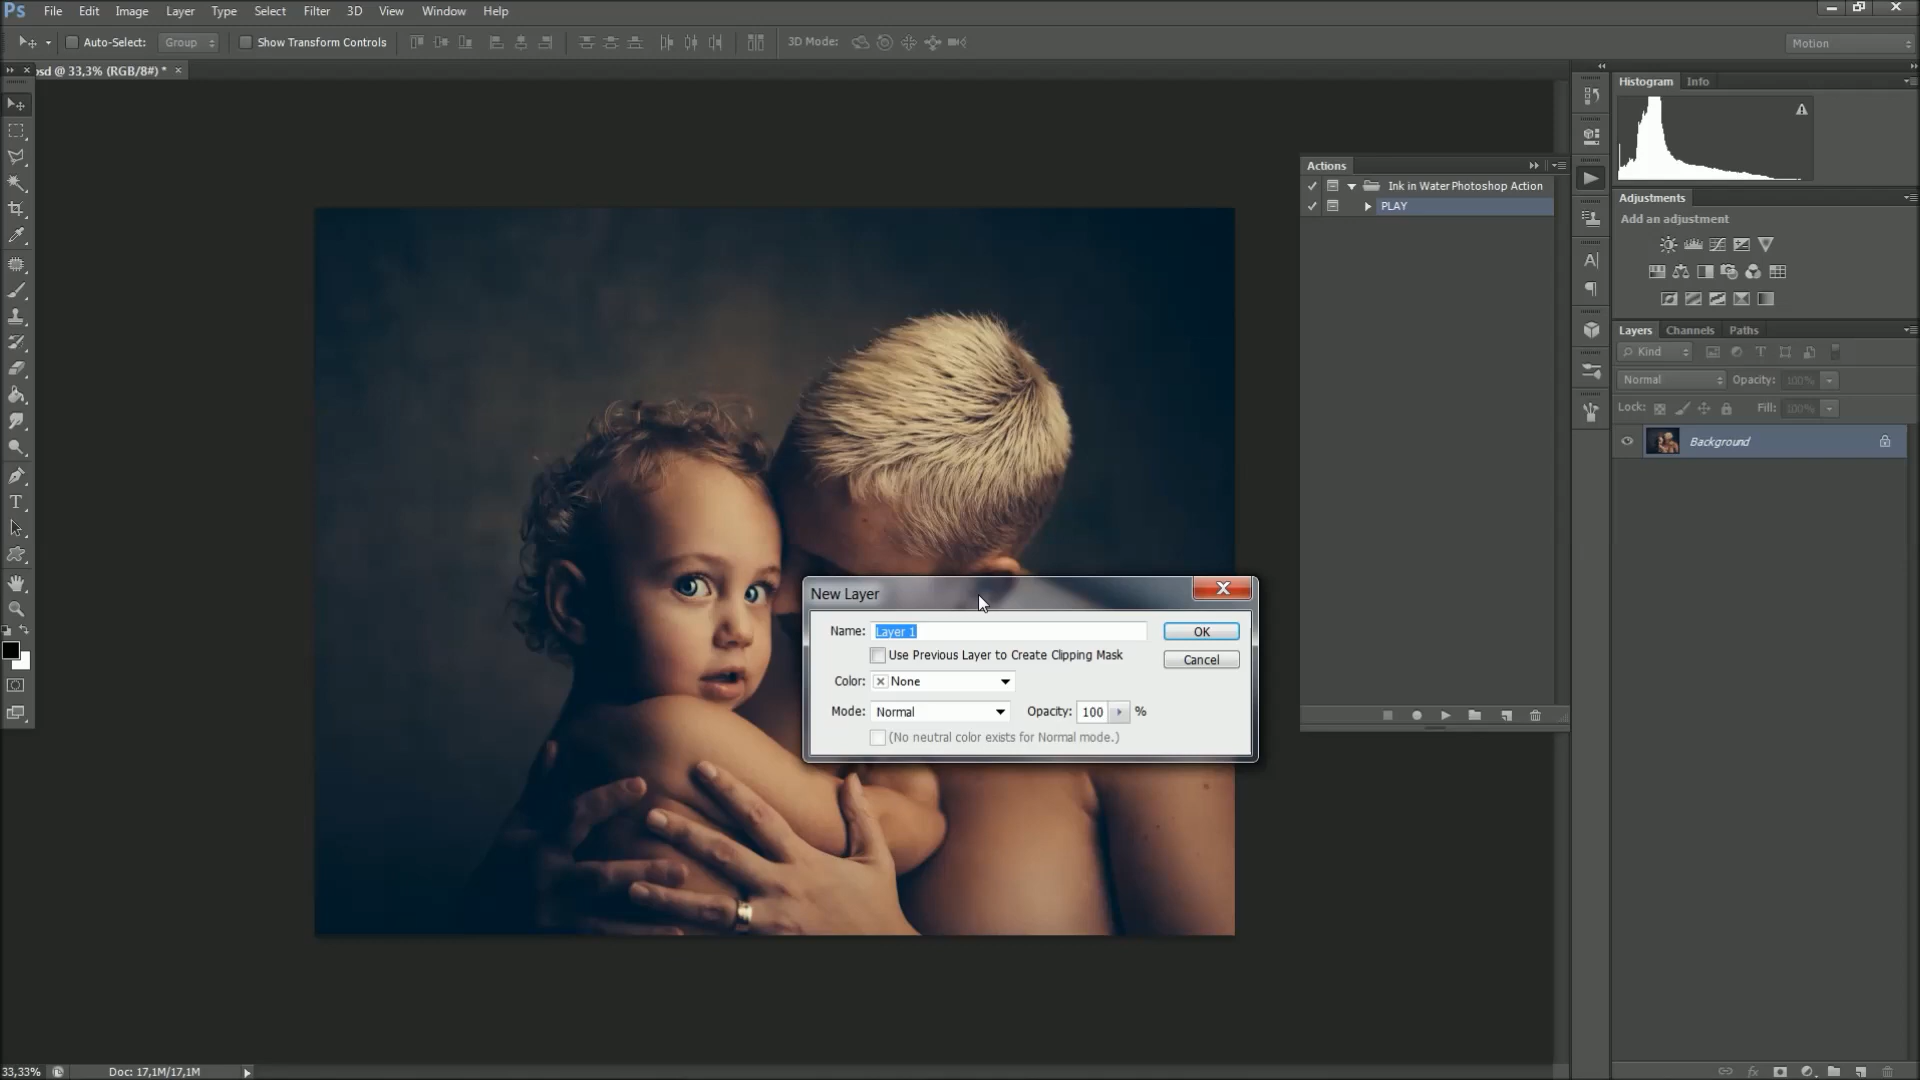 Ps File Edit Image Layer Type Select Filter 3D View Window Help
Auto-Select: Group Show Transform Controls 3D Mode: Motion
sd @ 33,3% (RGB/8#) * ×
Histogram Info
Actions
Ink in Water Photoshop Action
PLAY
Adjustments
Add an adjustment
Layers Channels Paths
Kind
Normal Opacity: 100%
Lock: Fill: 100%
Background
New Layer
Name: Layer 1 OK
Use Previous Layer to Create Clipping Mask Cancel
Color: None
Mode: Normal Opacity: 100 %
(No neutral color exists for Normal mode.)
33,33% Doc: 17,1M/17,1M